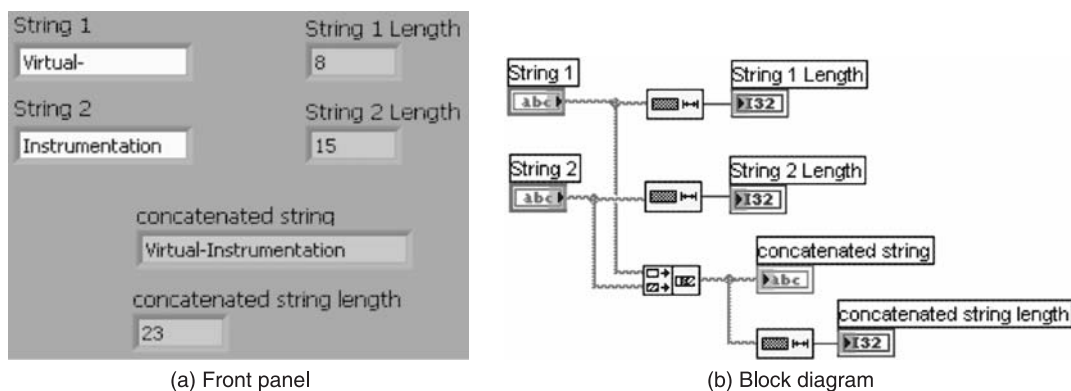 String 1
Virtual-
String 1 Length
8
String 2
Instrumentation
String 2 Length
15
concatenated string
Virtual-Instrumentation
concatenated string length
23
(a) Front panel
String 1
abc
String 1 Length
I32
String 2
abc
String 2 Length
I32
concatenated string
abc
concatenated string length
I32
(b) Block diagram